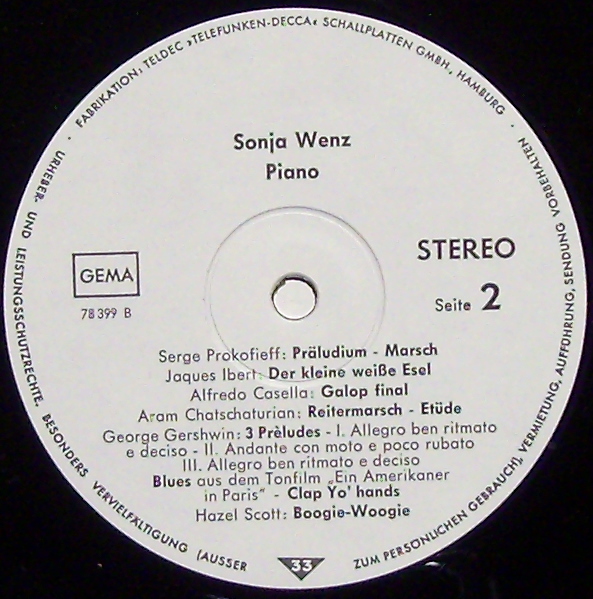 · FABRIKATION: TELDEC »TELEFUNKEN-DECCA« SCHALLPLATTEN GMBH., HAMBURG ·
URHEBER- UND LEISTUNGSSCHUTZRECHTE, BESONDERS VERVIELFÄLTIGUNG (AUSSER ZUM PERSÖNLICHEN GEBRAUCH), VERMIETUNG, AUFFÜHRUNG, SENDUNG VORBEHALTEN
Sonja Wenz
Piano
GEMA
78399 B
STEREO
Seite 2
Serge Prokofieff: Präludium - Marsch
Jaques Ibert: Der kleine weiße Esel
Alfredo Casella: Galop final
Aram Chatschaturian: Reitermarsch - Etüde
George Gershwin: 3 Prèludes - I. Allegro ben ritmato
e deciso - II. Andante con moto e poco rubato
III. Allegro ben ritmato e deciso
Blues aus dem Tonfilm „Ein Amerikaner
in Paris" - Clap Yo' hands
Hazel Scott: Boogie-Woogie
33